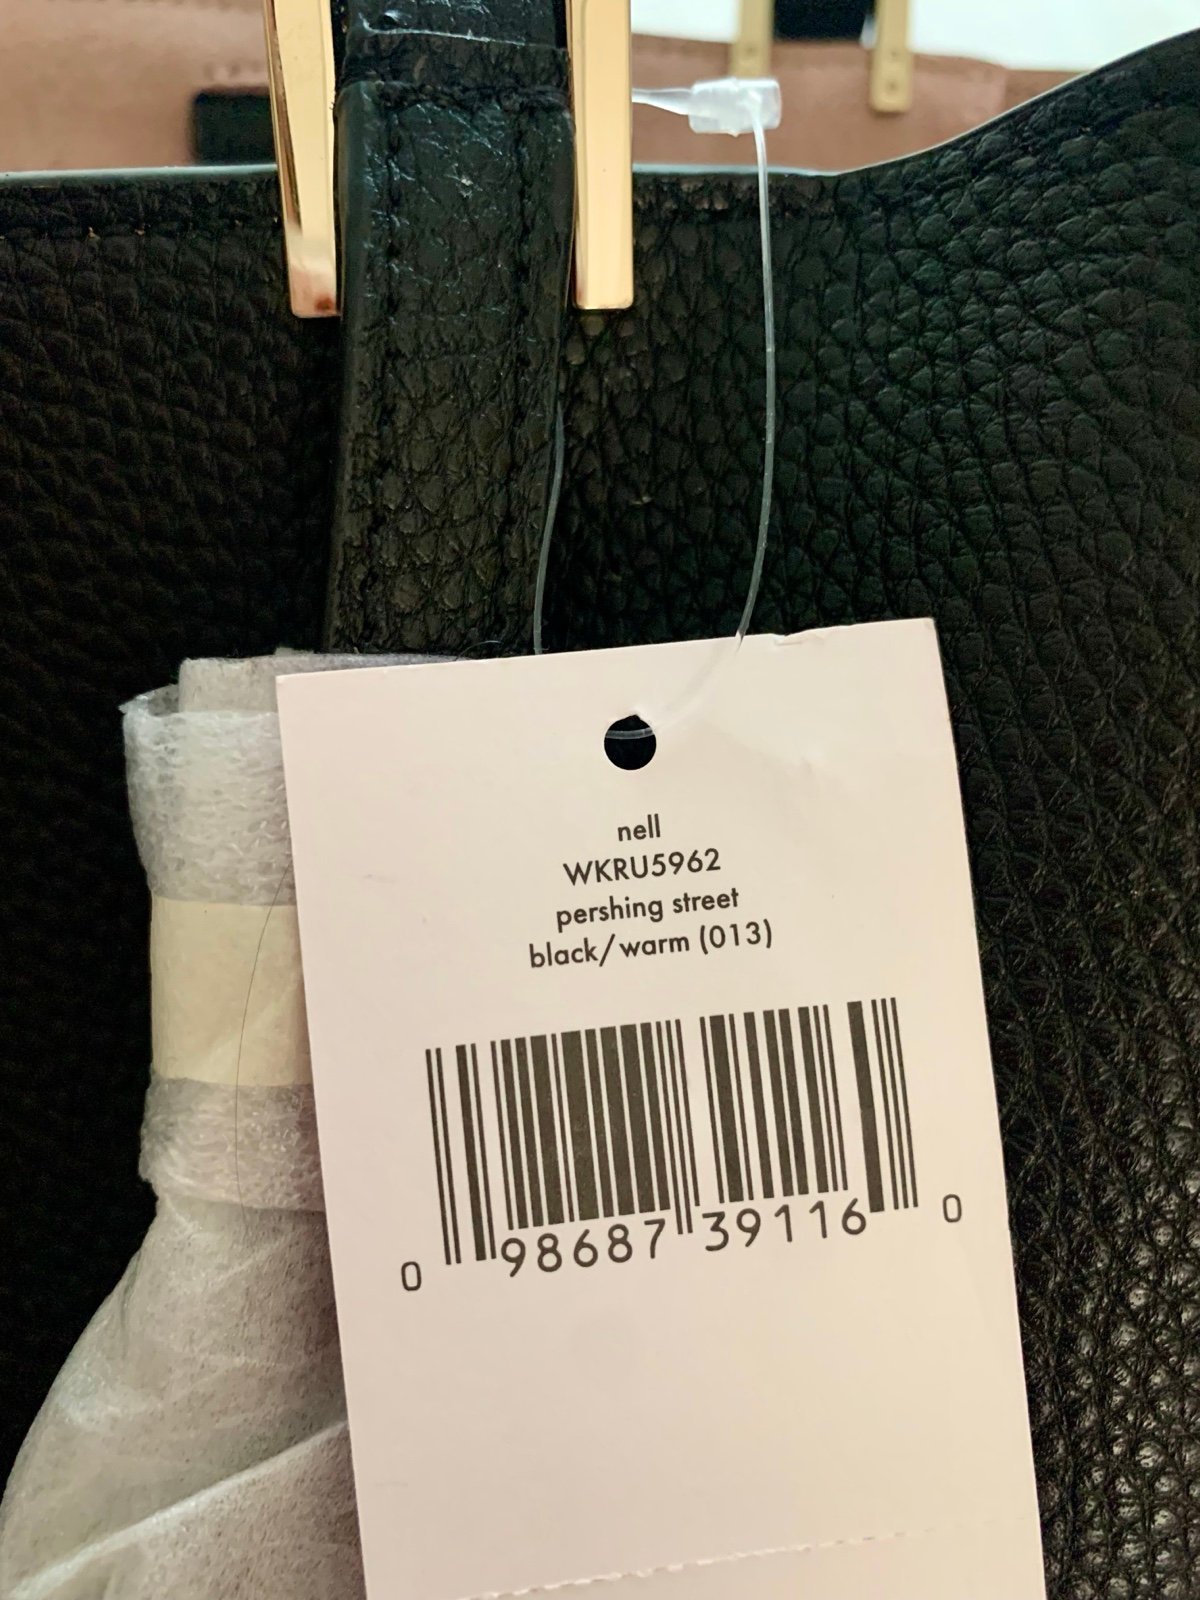 nell
WKRU5962
pershing street
black/warm (013)
0 98687 39116 0